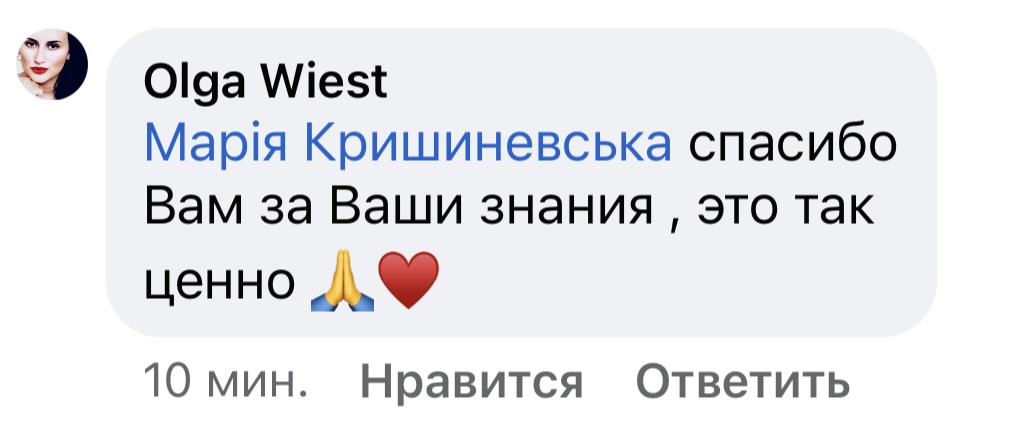 Olga Wiest
Марія Кришиневська спасибо
Вам за Ваши знания , это так
ценно 🙏♥️
10 мин. Нравится Ответить